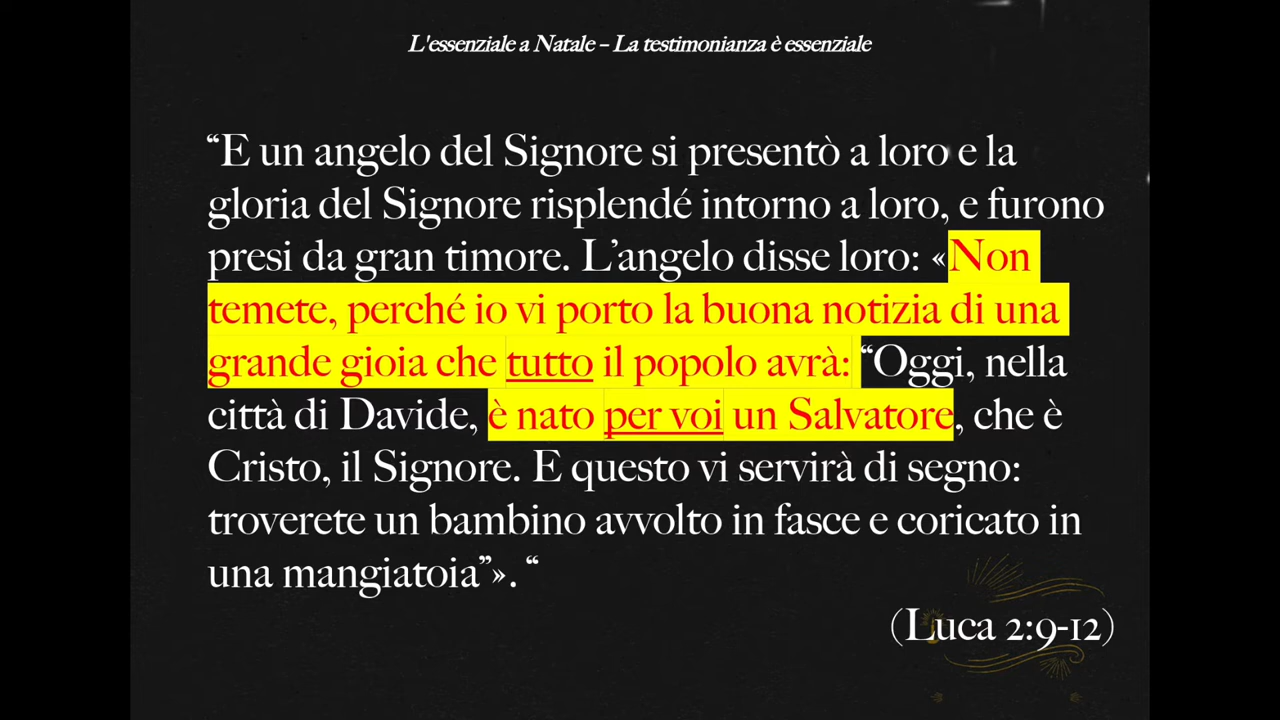 L'essenziale a Natale – La testimonianza è essenziale
“E un angelo del Signore si presentò a loro e la
gloria del Signore risplendé intorno a loro, e furono
presi da gran timore. L’angelo disse loro: «Non
temete, perché io vi porto la buona notizia di una
grande gioia che tutto il popolo avrà: “Oggi, nella
città di Davide, è nato per voi un Salvatore, che è
Cristo, il Signore. E questo vi servirà di segno:
troverete un bambino avvolto in fasce e coricato in
una mangiatoia”». “
(Luca 2:9-12)